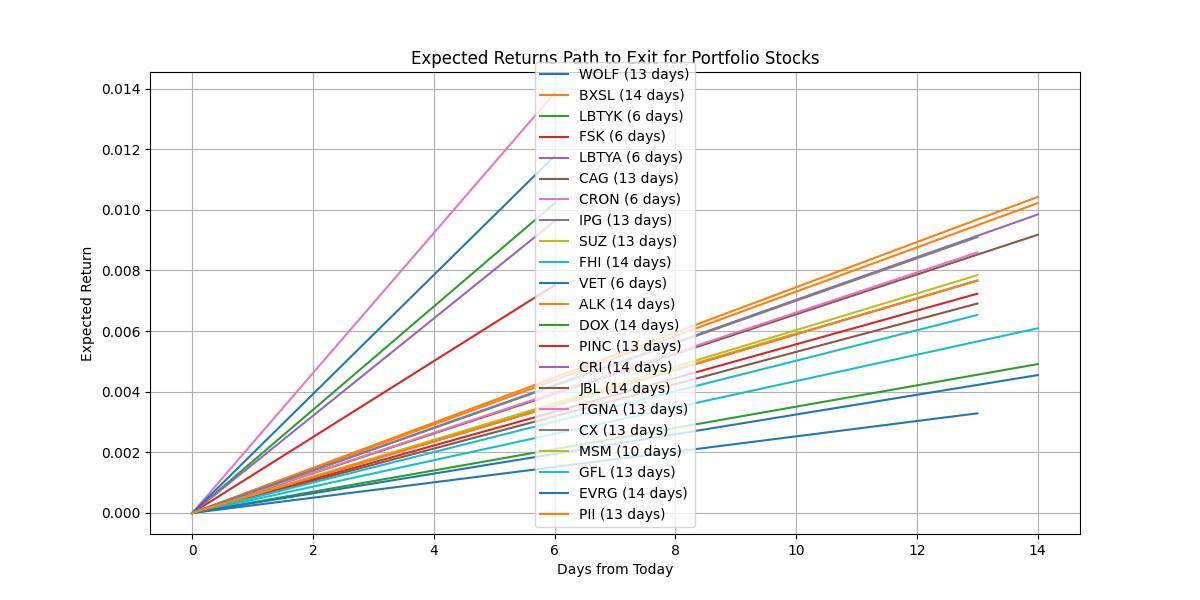 Expected Returns Path to Exit for Portfolio Stocks
Expected Return
0.014
0.012
0.010
0.008
0.006
0.004
0.002
0.000
WOLF (13 days)
BXSL (14 days)
LBTYK (6 days)
FSK (6 days)
LBTYA (6 days)
CAG (13 days)
CRON (6 days)
IPG (13 days)
SUZ (13 days)
FHI (14 days)
VET (6 days)
ALK (14 days)
DOX (14 days)
PINC (13 days)
CRI (14 days)
JBL (14 days)
TGNA (13 days)
CX (13 days)
MSM (10 days)
GFL (13 days)
EVRG (14 days)
PII (13 days)
0 2 4 6 8 10 12 14
Days from Today